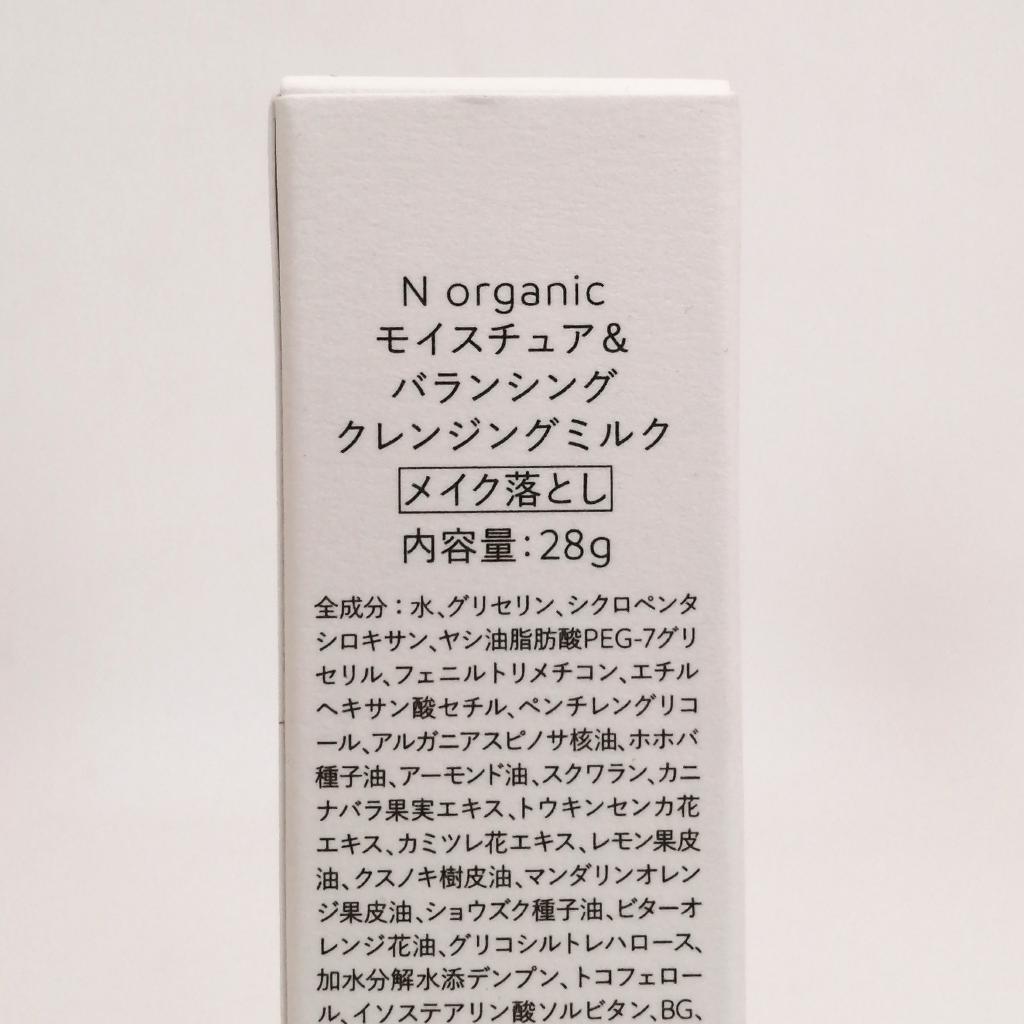 N organic
モイスチュア&
バランシング
クレンジングミルク
メイク落とし
内容量:28g
全成分:水、グリセリン、シクロペンタ
シロキサン、ヤシ油脂肪酸PEG-7グリ
セリル、フェニルトリメチコン、エチル
ヘキサン酸セチル、ペンチレングリコ
ール、アルガニアスピノサ核油、ホホバ
種子油、アーモンド油、スクワラン、カニ
ナバラ果実エキス、トウキンセンカ花
エキス、カミツレ花エキス、レモン果皮
油、クスノキ樹皮油、マンダリンオレン
ジ果皮油、ショウズク種子油、ビターオ
レンジ花油、グリコシルトレハロース、
加水分解水添デンプン、トコフェロー
ル、イソステアリン酸ソルビタン、BG、